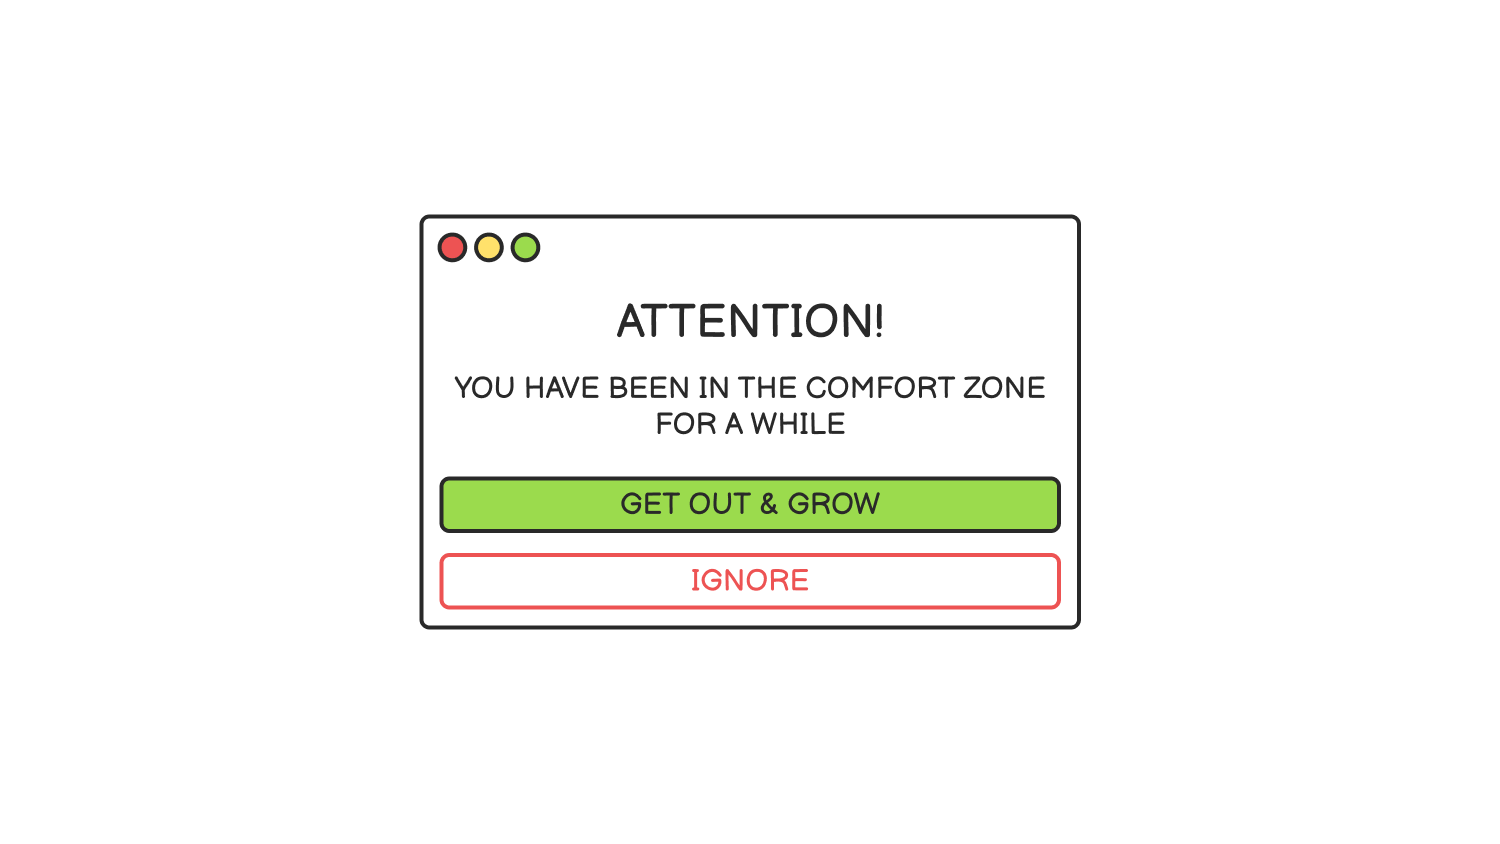 ATTENTION!
YOU HAVE BEEN IN THE COMFORT ZONE
FOR A WHILE
GET OUT & GROW
IGNORE